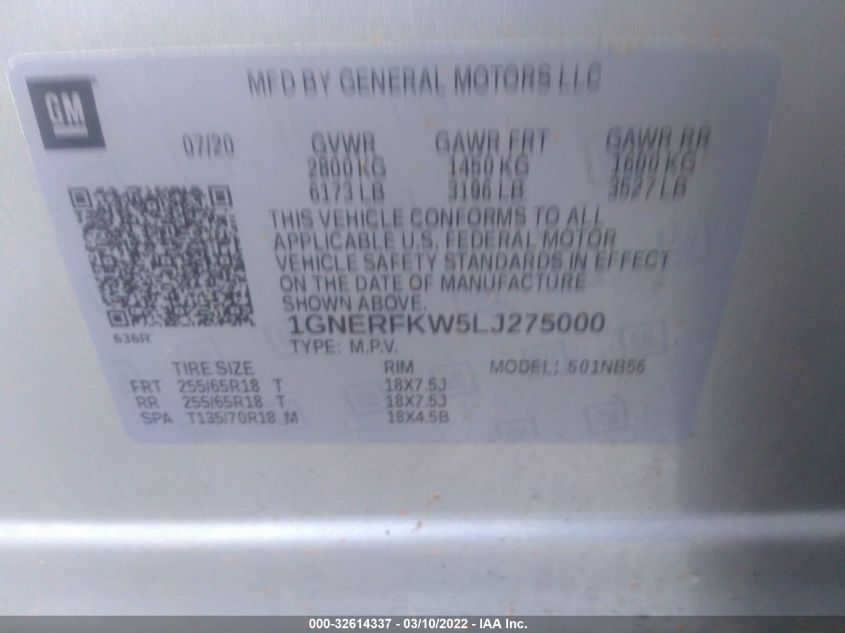 GM
MFD BY GENERAL MOTORS LLC
07/20 GVWR GAWR FRT GAWR RR
2800 KG 1450 KG 1600 KG
6173 LB 3196 LB 3527 LB
THIS VEHICLE CONFORMS TO ALL
APPLICABLE U.S. FEDERAL MOTOR
VEHICLE SAFETY STANDARDS IN EFFECT
ON THE DATE OF MANUFACTURE
SHOWN ABOVE.
1GNERFKW5LJ275000
636R
TYPE: M.P.V.
TIRE SIZE RIM MODEL: 601NB56
FRT 255/65R18 T 18X7.5J
RR 255/65R18 T 18X7.5J
SPA T135/70R18 M 18X4.5B
000-32614337 - 03/10/2022 - IAA Inc.